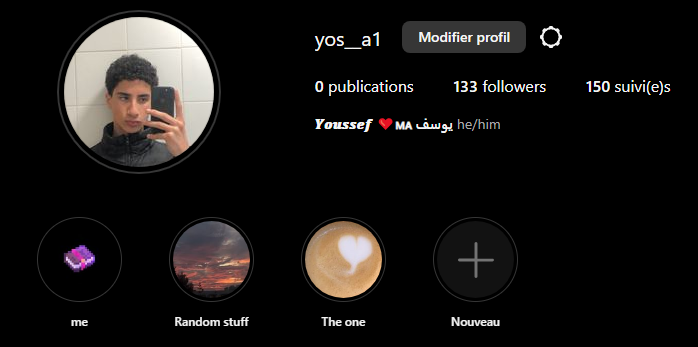 yos__a1 Modifier profil
0 publications 133 followers 150 suivi(e)s
Youssef ❤️ MA يوسف he/him
me Random stuff The one Nouveau